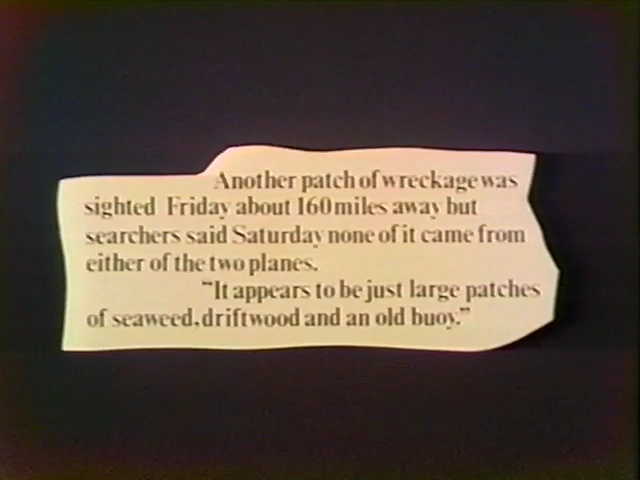 Another patch of wreckage was
sighted Friday about 160 miles away but
searchers said Saturday none of it came from
either of the two planes.
"It appears to be just large patches
of seaweed, driftwood and an old buoy."